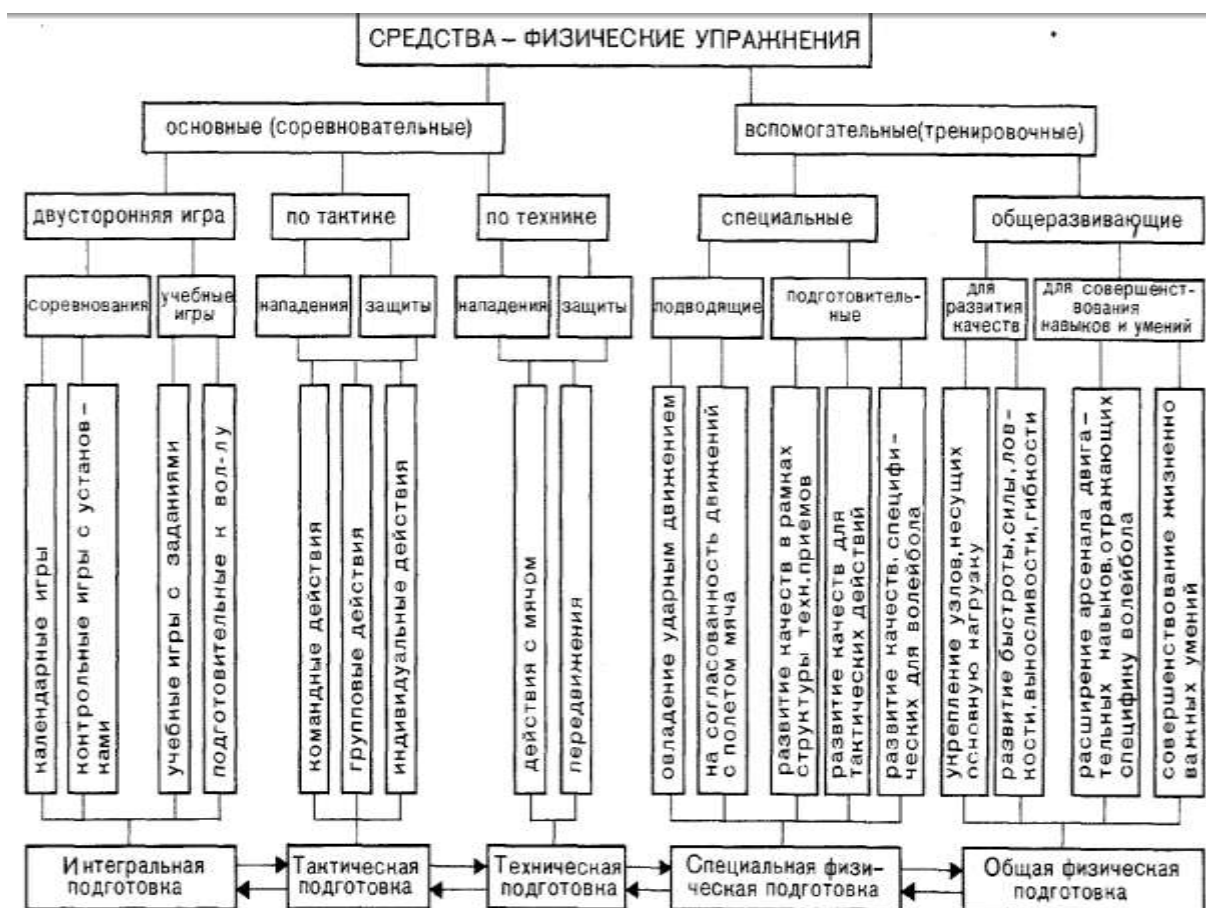 СРЕДСТВА – ФИЗИЧЕСКИЕ УПРАЖНЕНИЯ
основные (соревновательные)
вспомогательные(тренировочные)
двусторонняя игра
по тактике
по технике
специальные
общеразвивающие
соревнования
учебные
игры
нападения
защиты
нападения
защиты
подводящие
подготовитель-
ные
для
развития
качеств
для совершенст-
вования
навыков и умений
календарные игры
контрольные игры с установ-
ками
учебные игры с заданиями
подготовительные к вол-лу
командные действия
групповые действия
индивидуальные действия
действия с мячом
передвижения
овладение ударным движением
на согласованность движений
с полетом мяча
развитие качеств в рамках
структуры техн.приемов
развитие качеств для
тактических действий
развитие качеств, специфи-
ческих для волейбола
укрепление узлов,несущих
основную нагрузку
развитие быстроты,силы,лов-
кости,выносливости,гибкости
расширение арсенала двига-
тельных навыков,отражающих
специфику волейбола
совершенствование жизненно
важных умений
Интегральная
подготовка
Тактическая
подготовка
Техническая
подготовка
Специальная физи-
ческая подготовка
Общая физическая
подготовка